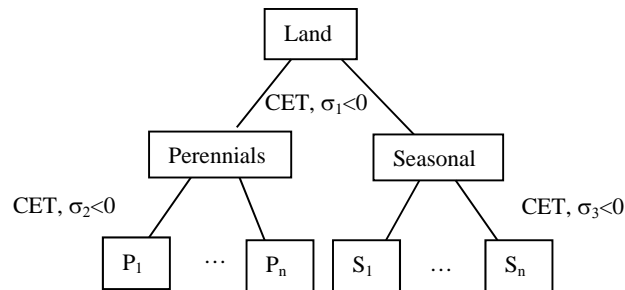 Land
CET, σ₁<0
Perennials
Seasonal
CET, σ₂<0
CET, σ₃<0
P₁ … Pₙ S₁ … Sₙ